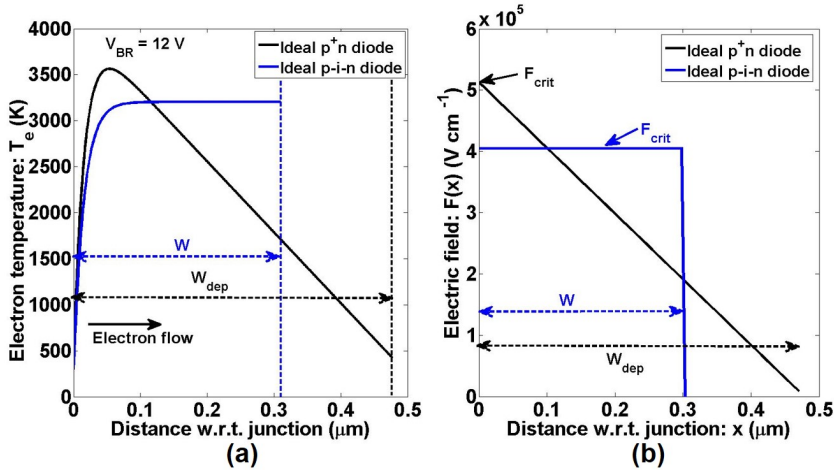 V_BR = 12 V
Ideal p⁺n diode
Ideal p-i-n diode
Electron temperature: T_e (K)
4000
3500
3000
2500
2000
1500
1000
500
0
W
W_dep
Electron flow
0
0.1
0.2
0.3
0.4
0.5
Distance w.r.t. junction (μm)
(a)
6 x 10⁵
Ideal p⁺n diode
Ideal p-i-n diode
F_crit
F_crit
Electric field: F(x) (V cm⁻¹)
5
4
3
2
1
0
W
W_dep
0
0.1
0.2
0.3
0.4
0.5
Distance w.r.t. junction: x (μm)
(b)